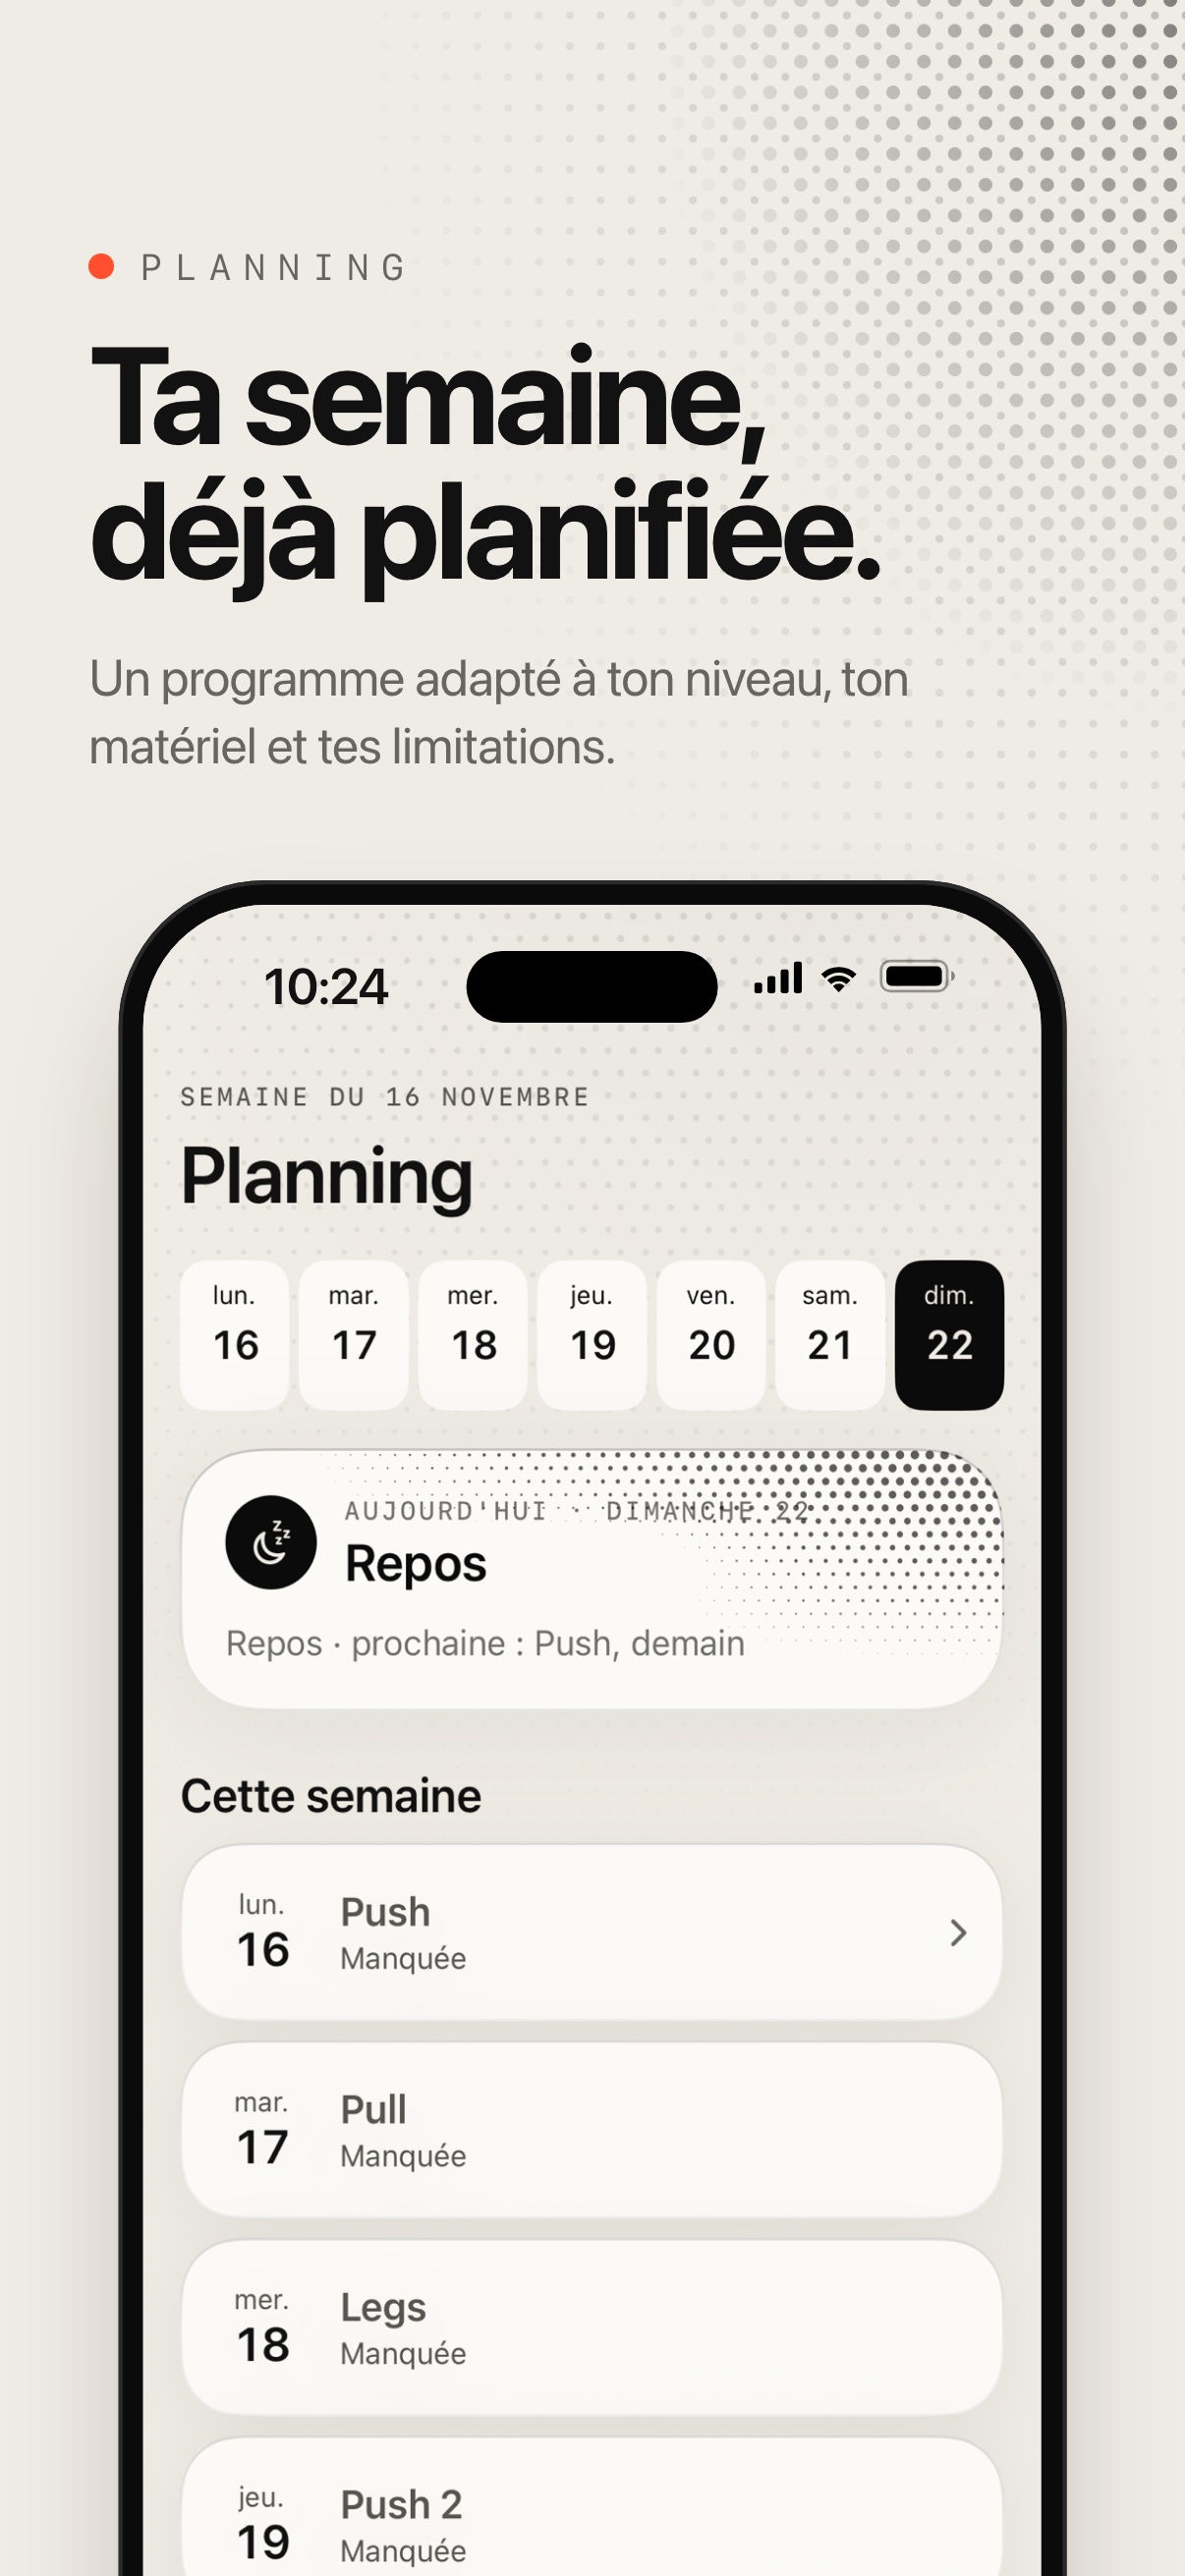 PLANNING
Ta semaine,
déjà planifiée.
Un programme adapté à ton niveau, ton
matériel et tes limitations.
10:24
SEMAINE DU 16 NOVEMBRE
Planning
lun. mar. mer. jeu. ven. sam. dim.
16 17 18 19 20 21 22
AUJOURD'HUI · DIMANCHE 22
Repos
Repos · prochaine : Push, demain
Cette semaine
lun.
16
Push
Manquée
mar.
17
Pull
Manquée
mer.
18
Legs
Manquée
jeu.
19
Push 2
Manquée